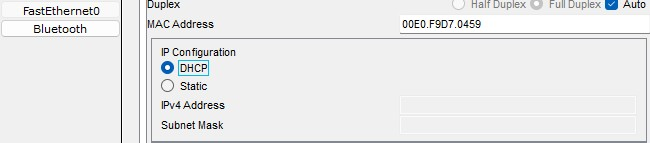 FastEthernet0
Bluetooth
Duplex
Half Duplex
Full Duplex
Auto
MAC Address
00E0.F9D7.0459
IP Configuration
DHCP
Static
IPv4 Address
Subnet Mask